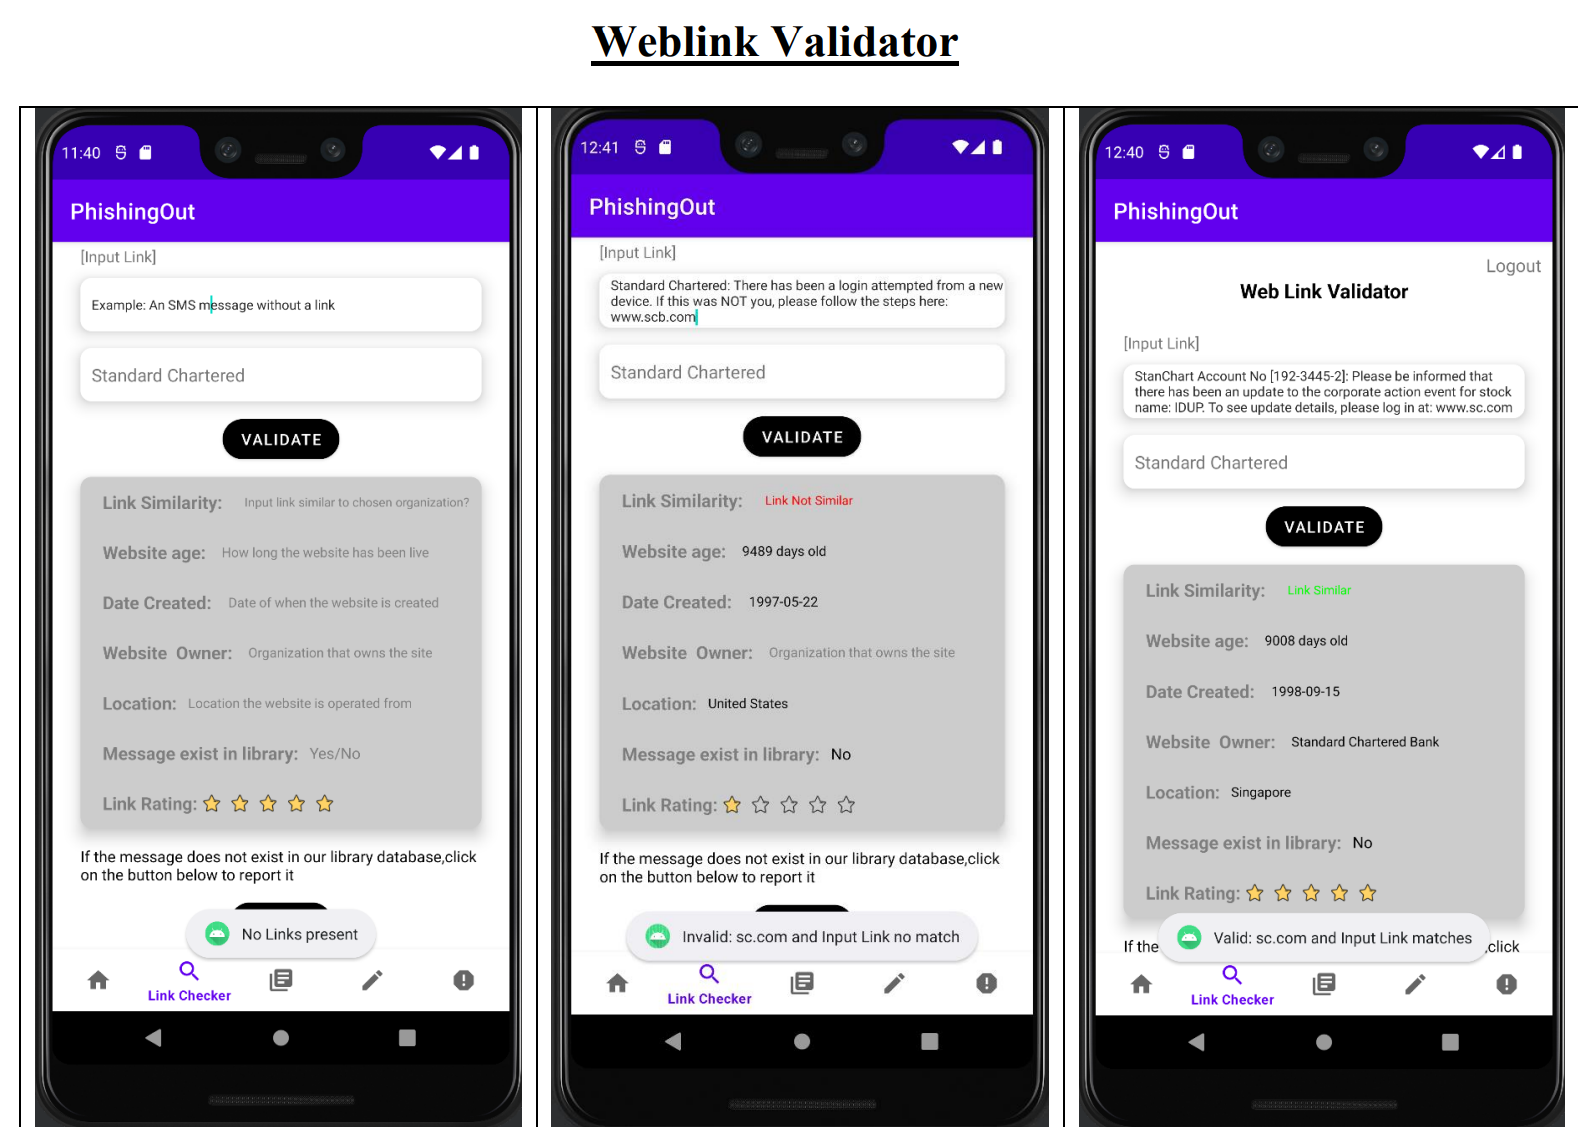 Weblink Validator
11:40
PhishingOut
[Input Link]
Example: An SMS message without a link
Standard Chartered
VALIDATE
Link Similarity: Input link similar to chosen organization?
Website age: How long the website has been live
Date Created: Date of when the website is created
Website Owner: Organization that owns the site
Location: Location the website is operated from
Message exist in library: Yes/No
Link Rating:
If the message does not exist in our library database,click
on the button below to report it
No Links present
Link Checker
12:41
PhishingOut
[Input Link]
Standard Chartered: There has been a login attempted from a new
device. If this was NOT you, please follow the steps here:
www.scb.com
Standard Chartered
VALIDATE
Link Similarity: Link Not Similar
Website age: 9489 days old
Date Created: 1997-05-22
Website Owner: Organization that owns the site
Location: United States
Message exist in library: No
Link Rating:
If the message does not exist in our library database,click
on the button below to report it
Invalid: sc.com and Input Link no match
Link Checker
12:40
PhishingOut
Logout
Web Link Validator
[Input Link]
StanChart Account No [192-3445-2]: Please be informed that
there has been an update to the corporate action event for stock
name: IDUP. To see update details, please log in at: www.sc.com
Standard Chartered
VALIDATE
Link Similarity: Link Similar
Website age: 9008 days old
Date Created: 1998-09-15
Website Owner: Standard Chartered Bank
Location: Singapore
Message exist in library: No
Link Rating:
If the ,click
Valid: sc.com and Input Link matches
Link Checker